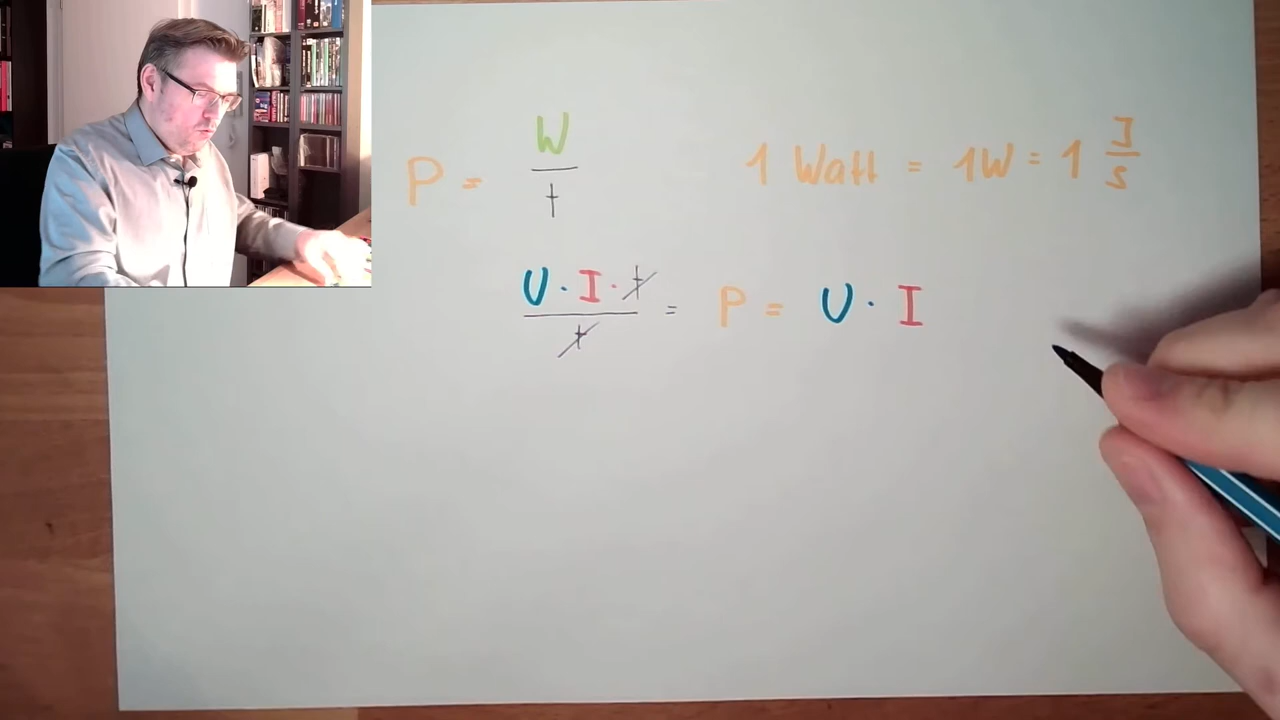 P = W/t
1 Watt = 1W = 1 J/s
U · I · t / t = P = U · I